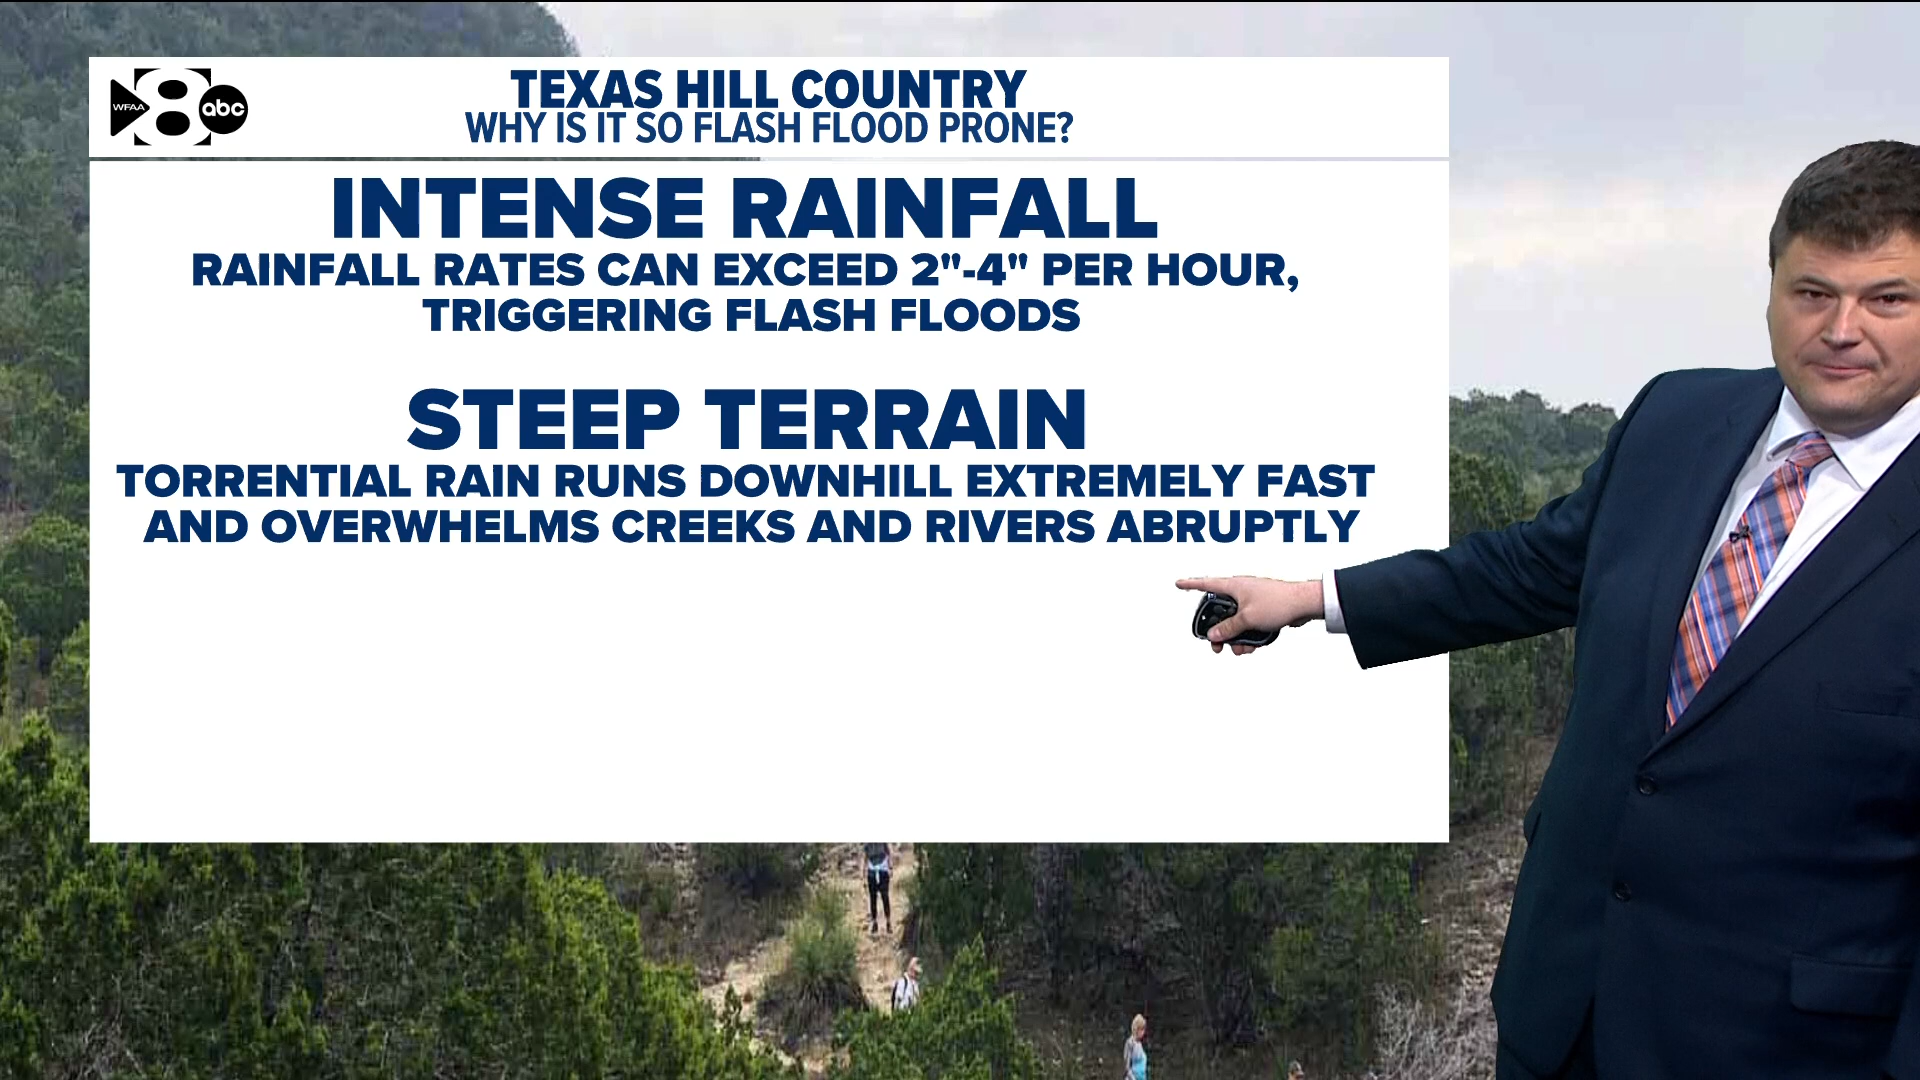 WFAA 8 abc
TEXAS HILL COUNTRY
WHY IS IT SO FLASH FLOOD PRONE?
INTENSE RAINFALL
RAINFALL RATES CAN EXCEED 2"-4" PER HOUR,
TRIGGERING FLASH FLOODS
STEEP TERRAIN
TORRENTIAL RAIN RUNS DOWNHILL EXTREMELY FAST
AND OVERWHELMS CREEKS AND RIVERS ABRUPTLY